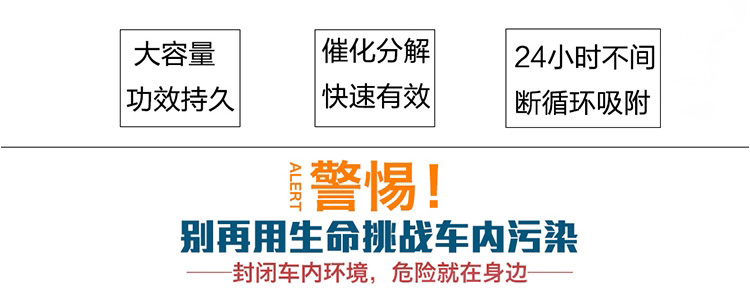 大容量
功效持久
催化分解
快速有效
24小时不间
断循环吸附
ALERT
警惕！
别再用生命挑战车内污染
——封闭车内环境，危险就在身边——